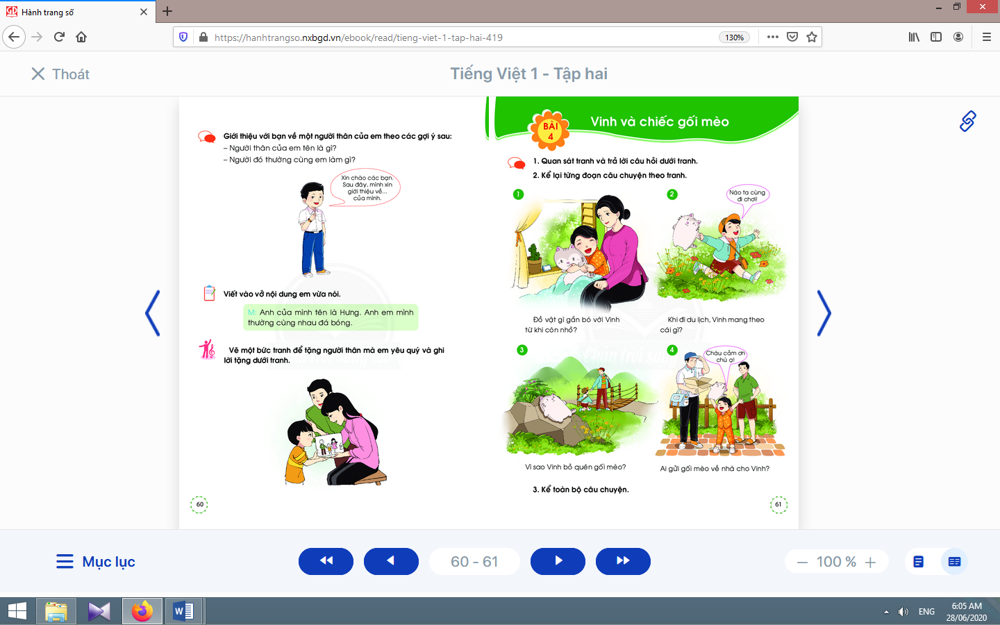 Hành trang số
https://hanhtrangso.nxbgd.vn/ebook/read/tieng-viet-1-tap-hai-419
130%
Thoát
Tiếng Việt 1 - Tập hai
Giới thiệu với bạn về một người thân của em theo các gợi ý sau:
– Người thân của em tên là gì?
– Người đó thường cùng em làm gì?
Xin chào các bạn.
Sau đây, mình xin
giới thiệu về...
của mình.
Viết vào vở nội dung em vừa nói.
M: Anh của mình tên là Hưng. Anh em mình
thường cùng nhau đá bóng.
Vẽ một bức tranh để tặng người thân mà em yêu quý và ghi
lời tặng dưới tranh.
60
BÀI
4
Vinh và chiếc gối mèo
1. Quan sát tranh và trả lời câu hỏi dưới tranh.
2. Kể lại từng đoạn câu chuyện theo tranh.
1
Đồ vật gì gắn bó với Vinh
từ khi còn nhỏ?
2
Nào ta cùng
đi chơi!
Khi đi du lịch, Vinh mang theo
cái gì?
3
Vì sao Vinh bỏ quên gối mèo?
4
Cháu cảm ơn
chú ạ!
Ai gửi gối mèo về nhà cho Vinh?
3. Kể toàn bộ câu chuyện.
61
Chân trời sáng
Mục lục
60 - 61
100 %
ENG
6:05 AM
28/06/2020